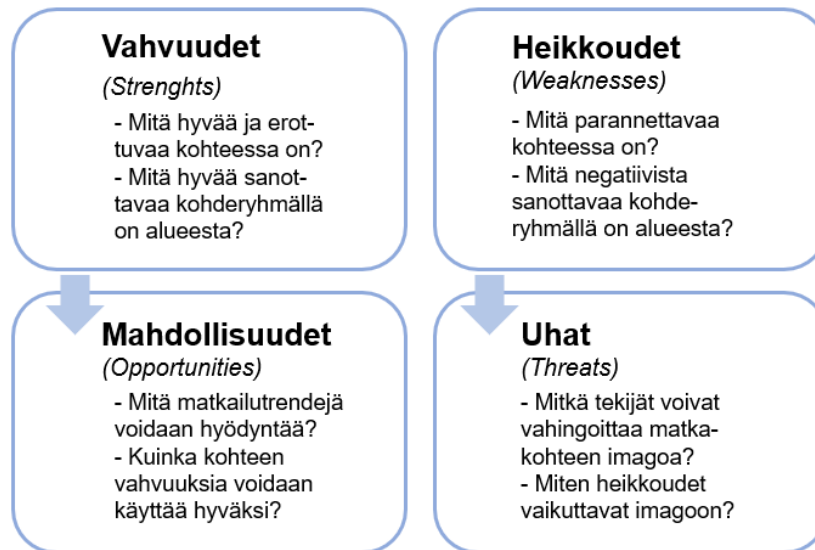 Vahvuudet
(Strenghts)
- Mitä hyvää ja erot-
tuvaa kohteessa on?
- Mitä hyvää sanot-
tavaa kohderyhmällä
on alueesta?
Heikkoudet
(Weaknesses)
- Mitä parannettavaa
kohteessa on?
- Mitä negatiivista
sanottavaa kohde-
ryhmällä on alueesta?
Mahdollisuudet
(Opportunities)
- Mitä matkailutrendejä
voidaan hyödyntää?
- Kuinka kohteen
vahvuuksia voidaan
käyttää hyväksi?
Uhat
(Threats)
- Mitkä tekijät voivat
vahingoittaa matka-
kohteen imagoa?
- Miten heikkoudet
vaikuttavat imagoon?